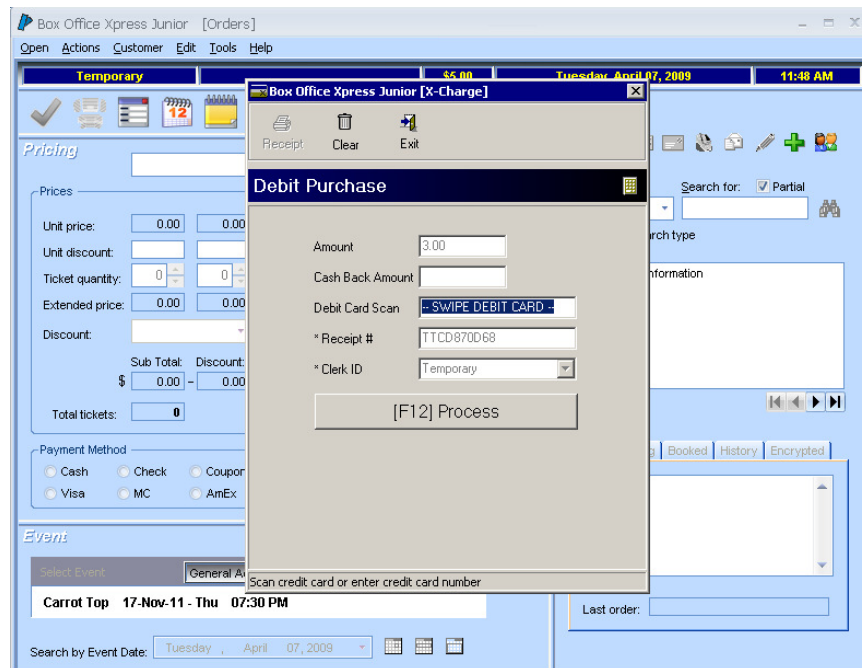 Box Office Xpress Junior [Orders]
Open Actions Customer Edit Tools Help
Temporary $5.00 Tuesday, April 07, 2009 11:48 AM
12
Pricing
Prices
Unit price: 0.00 0.00
Unit discount:
Ticket quantity: 0 0
Extended price: 0.00 0.00
Discount:
Sub Total: Discount:
$ 0.00 - 0.00
Total tickets: 0
Payment Method
Cash Check Coupon
Visa MC AmEx
Event
Select Event General A
Carrot Top 17-Nov-11 - Thu 07:30 PM
Search by Event Date: Tuesday , April 07, 2009
Box Office Xpress Junior [X-Charge]
Receipt Clear Exit
Debit Purchase
Amount 3.00
Cash Back Amount
Debit Card Scan -- SWIPE DEBIT CARD --
* Receipt # TTCD870D68
* Clerk ID Temporary
[F12] Process
Scan credit card or enter credit card number
Search for: Partial
rch type
nformation
g Booked History Encrypted
Last order: